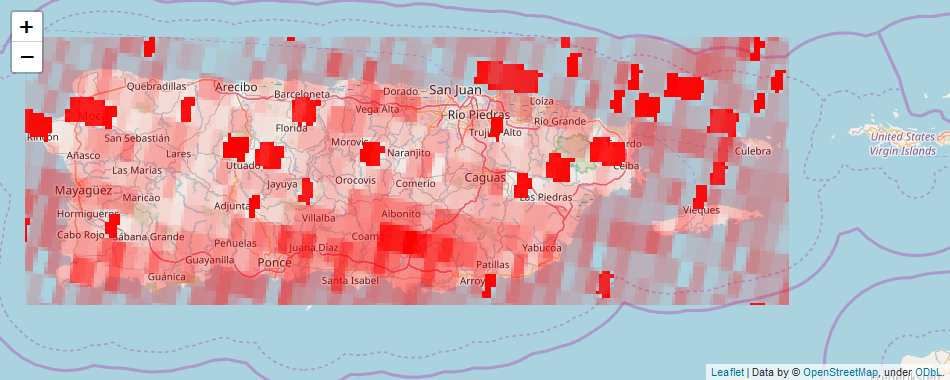 +
−
Quebradillas
Arecibo
Barceloneta
Dorado
San Juan
Loíza
Moca
Vega Alta
Río Piedras
Río Grande
Rincón
San Sebastián
Florida
Trujillo Alto
Añasco
Lares
Morovis
Naranjito
Fajardo
Culebra
United States
Virgin Islands
Las Marías
Utuado
Ceiba
Mayagüez
Maricao
Jayuya
Orocovis
Comerío
Caguas
Las Piedras
Hormigueros
Adjuntas
Villalba
Aibonito
Vieques
Cabo Rojo
Sábana Grande
Peñuelas
Juana Díaz
Coamo
Yabucoa
Guayanilla
Ponce
Patillas
Guánica
Santa Isabel
Arroyo
Leaflet | Data by © OpenStreetMap, under ODbL.